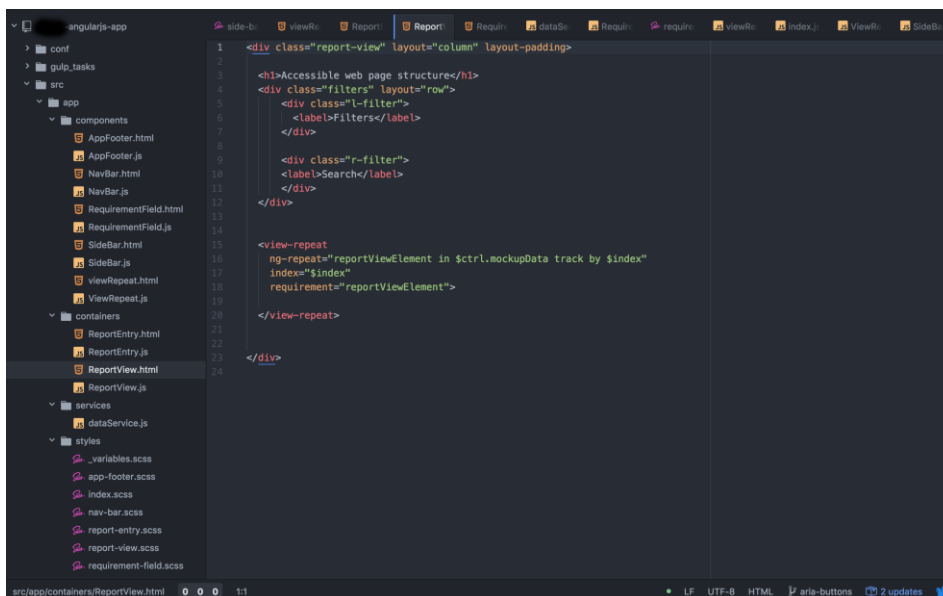 -angularjs-app
side-ba
viewRe
Report
Report
Require
dataSe
Require
require
viewRe
index.js
ViewRe
SideBa
conf
gulp_tasks
src
app
components
AppFooter.html
AppFooter.js
NavBar.html
NavBar.js
RequirementField.html
RequirementField.js
SideBar.html
SideBar.js
viewRepeat.html
ViewRepeat.js
containers
ReportEntry.html
ReportEntry.js
ReportView.html
ReportView.js
services
dataService.js
styles
_variables.scss
app-footer.scss
index.scss
nav-bar.scss
report-entry.scss
report-view.scss
requirement-field.scss
1 <div class="report-view" layout="column" layout-padding>
2
3 <h1>Accessible web page structure</h1>
4 <div class="filters" layout="row">
5 <div class="l-filter">
6 <label>Filters</label>
7 </div>
8
9 <div class="r-filter">
10 <label>Search</label>
11 </div>
12 </div>
13
14
15 <view-repeat
16 ng-repeat="reportViewElement in $ctrl.mockupData track by $index"
17 index="$index"
18 requirement="reportViewElement">
19
20 </view-repeat>
21
22
23 </div>
24
src/app/containers/ReportView.html 0 0 0 1:1 LF UTF-8 HTML aria-buttons 2 updates